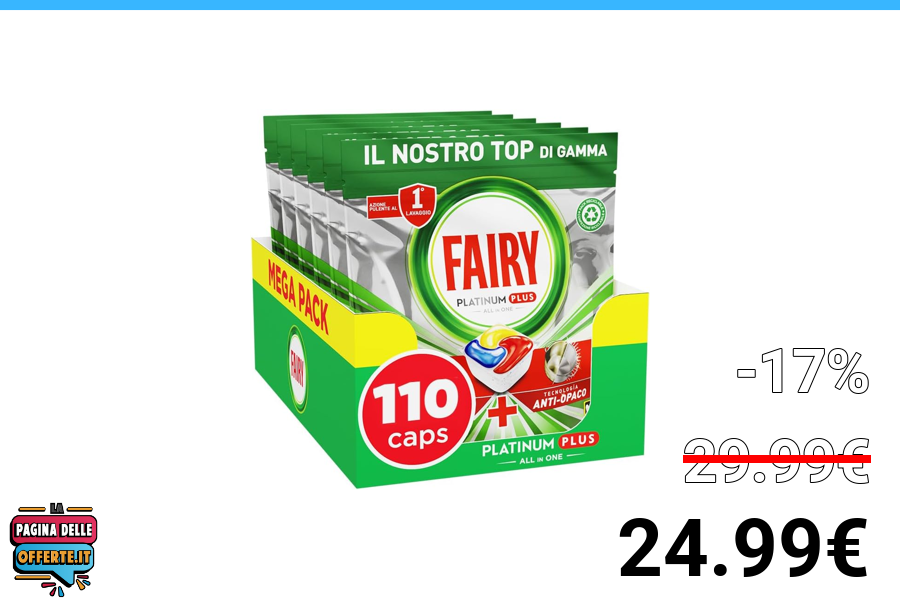 IL NOSTRO TOP DI GAMMA
AZIONE
PULENTE AL
1°
LAVAGGIO
FAIRY
PLATINUM PLUS
ALL IN ONE
MEGA PACK
FAIRY
110
caps
TECNOLOGIA
ANTI-OPACO
PLATINUM PLUS
ALL IN ONE
-17%
29.99€
24.99€
LA
PAGINA DELLE
OFFERTE.IT